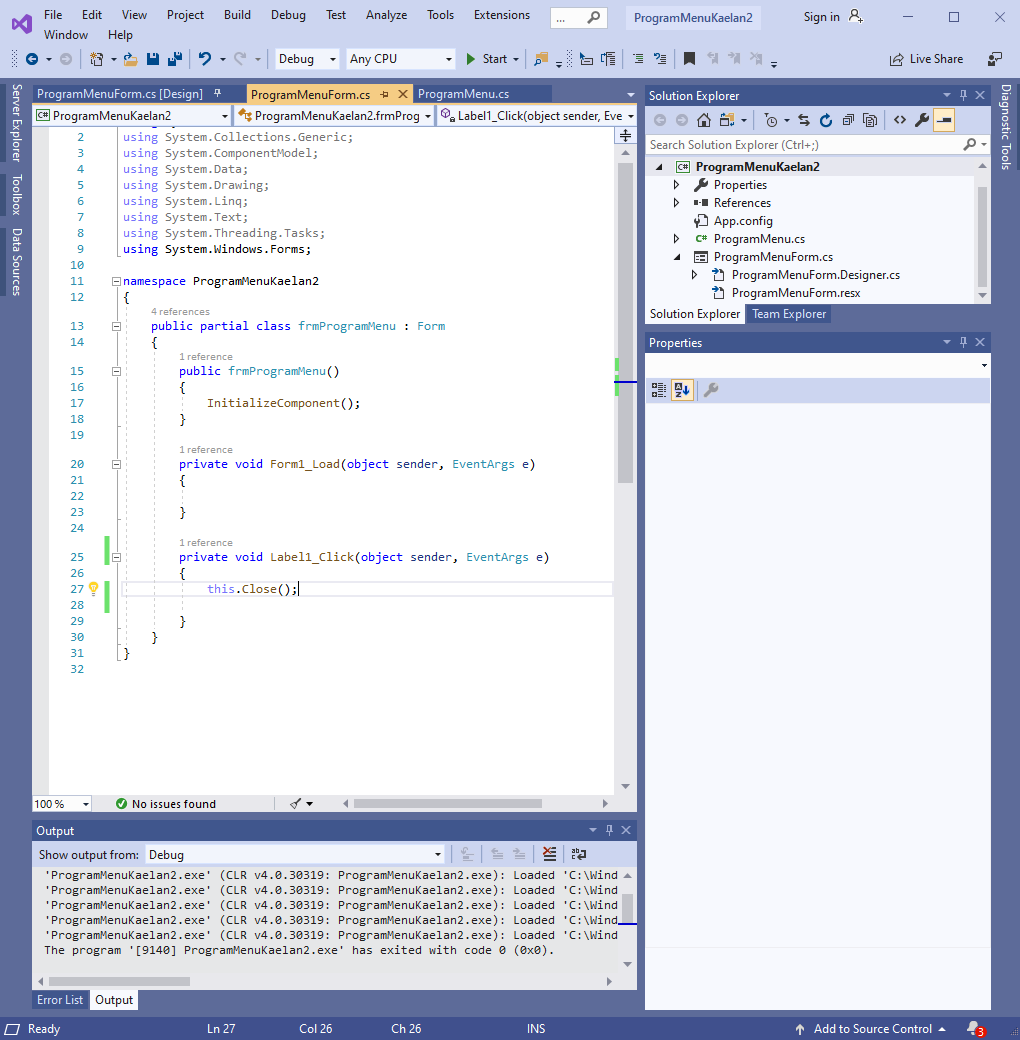 File Edit View Project Build Debug Test Analyze Tools Extensions ... ProgramMenuKaelan2 Sign in
Window Help
Debug Any CPU Start Live Share
Server Explorer
Toolbox
Data Sources
ProgramMenuForm.cs [Design] ProgramMenuForm.cs ProgramMenu.cs
C# ProgramMenuKaelan2 ProgramMenuKaelan2.frmProg Label1_Click(object sender, Eve
2 using System.Collections.Generic;
3 using System.ComponentModel;
4 using System.Data;
5 using System.Drawing;
6 using System.Linq;
7 using System.Text;
8 using System.Threading.Tasks;
9 using System.Windows.Forms;
10
11 namespace ProgramMenuKaelan2
12 {
4 references
13 public partial class frmProgramMenu : Form
14 {
1 reference
15 public frmProgramMenu()
16 {
17 InitializeComponent();
18 }
19
1 reference
20 private void Form1_Load(object sender, EventArgs e)
21 {
22
23 }
24
1 reference
25 private void Label1_Click(object sender, EventArgs e)
26 {
27 this.Close();
28
29 }
30 }
31 }
32
100 % No issues found
Output
Show output from: Debug
'ProgramMenuKaelan2.exe' (CLR v4.0.30319: ProgramMenuKaelan2.exe): Loaded 'C:\Wind
'ProgramMenuKaelan2.exe' (CLR v4.0.30319: ProgramMenuKaelan2.exe): Loaded 'C:\Wind
'ProgramMenuKaelan2.exe' (CLR v4.0.30319: ProgramMenuKaelan2.exe): Loaded 'C:\Wind
'ProgramMenuKaelan2.exe' (CLR v4.0.30319: ProgramMenuKaelan2.exe): Loaded 'C:\Wind
'ProgramMenuKaelan2.exe' (CLR v4.0.30319: ProgramMenuKaelan2.exe): Loaded 'C:\Wind
The program '[9140] ProgramMenuKaelan2.exe' has exited with code 0 (0x0).
Error List Output
Solution Explorer
Search Solution Explorer (Ctrl+;)
C# ProgramMenuKaelan2
Properties
References
App.config
C# ProgramMenu.cs
ProgramMenuForm.cs
ProgramMenuForm.Designer.cs
ProgramMenuForm.resx
Solution Explorer Team Explorer
Properties
Diagnostic Tools
Ready Ln 27 Col 26 Ch 26 INS Add to Source Control 3